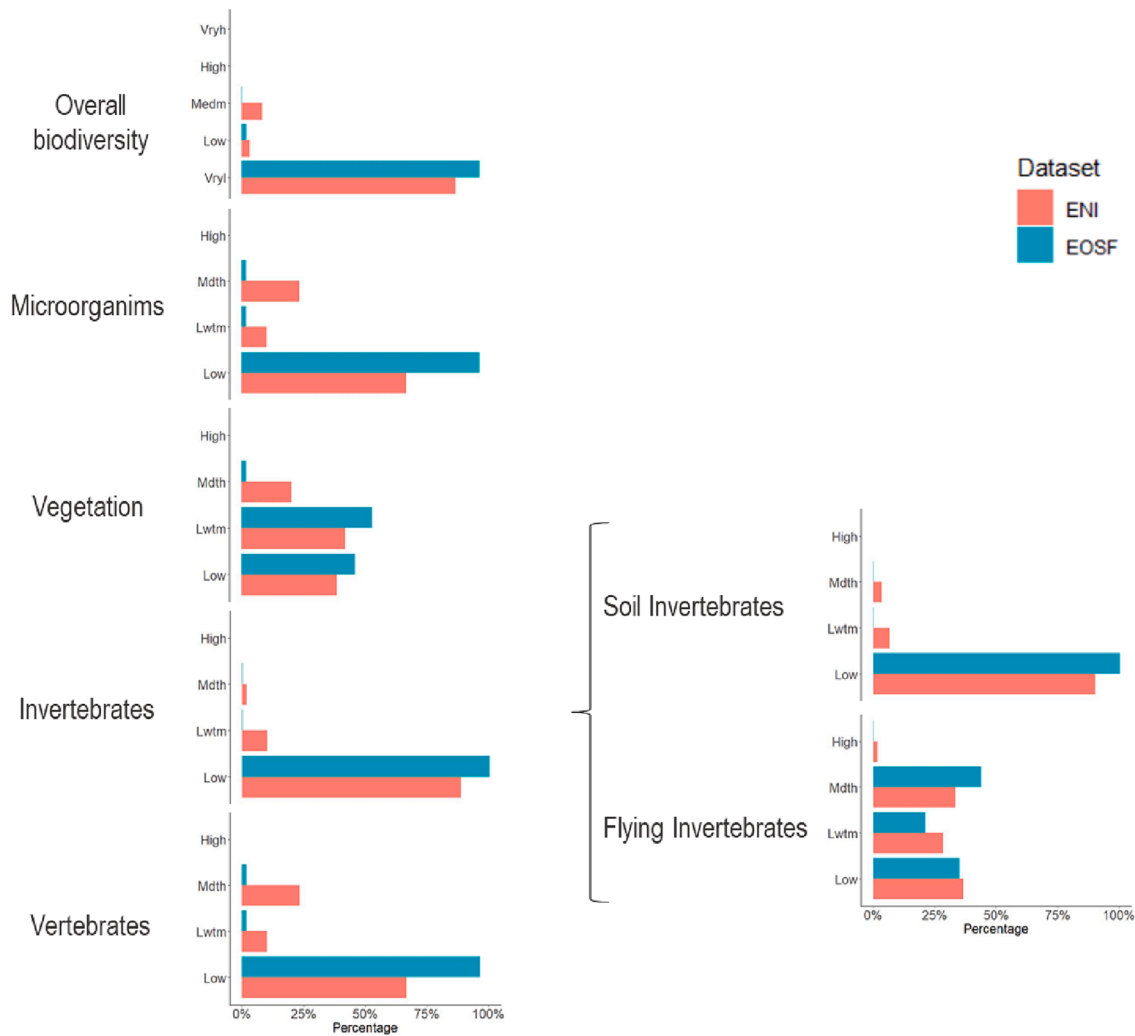 Overall
biodiversity
Vryh
High
Medm
Low
Vryl
Dataset
ENI
EOSF
Microorganims
High
Mdth
Lwtm
Low
Vegetation
High
Mdth
Lwtm
Low
Invertebrates
High
Mdth
Lwtm
Low
Vertebrates
High
Mdth
Lwtm
Low
0% 25% 50% 75% 100%
Percentage
Soil Invertebrates
High
Mdth
Lwtm
Low
Flying Invertebrates
High
Mdth
Lwtm
Low
0% 25% 50% 75% 100%
Percentage